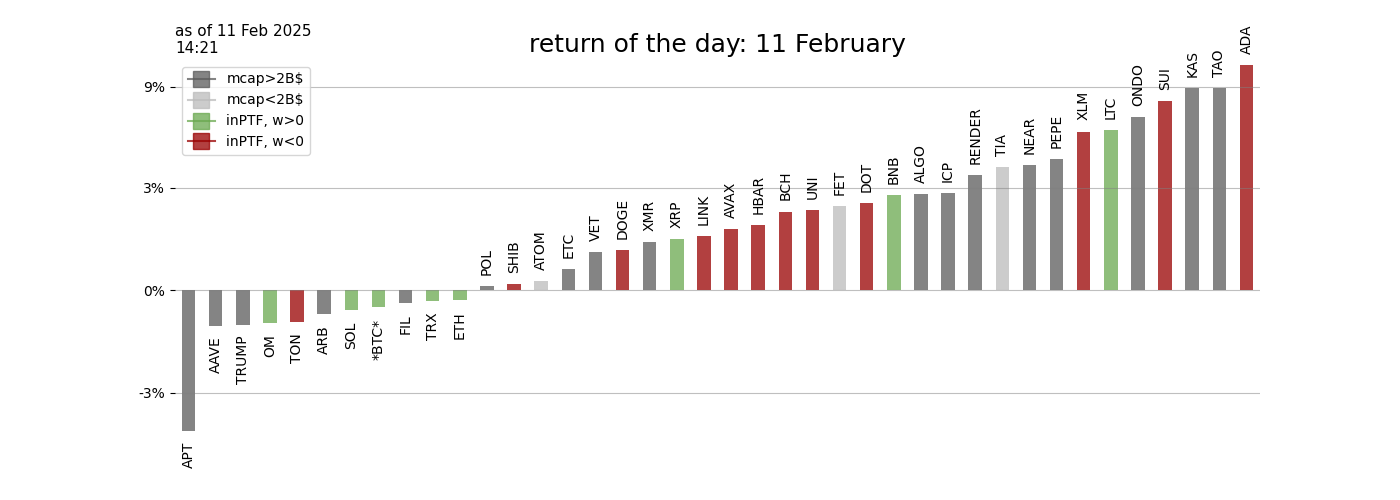 as of 11 Feb 2025
14:21
return of the day: 11 February
mcap>2B$
mcap<2B$
inPTF, w>0
inPTF, w<0
9%
3%
0%
-3%
APT
AAVE
TRUMP
OM
TON
ARB
SOL
*BTC*
FIL
TRX
ETH
POL
SHIB
ATOM
ETC
VET
DOGE
XMR
XRP
LINK
AVAX
HBAR
BCH
UNI
FET
DOT
BNB
ALGO
ICP
RENDER
TIA
NEAR
PEPE
XLM
LTC
ONDO
SUI
KAS
TAO
ADA